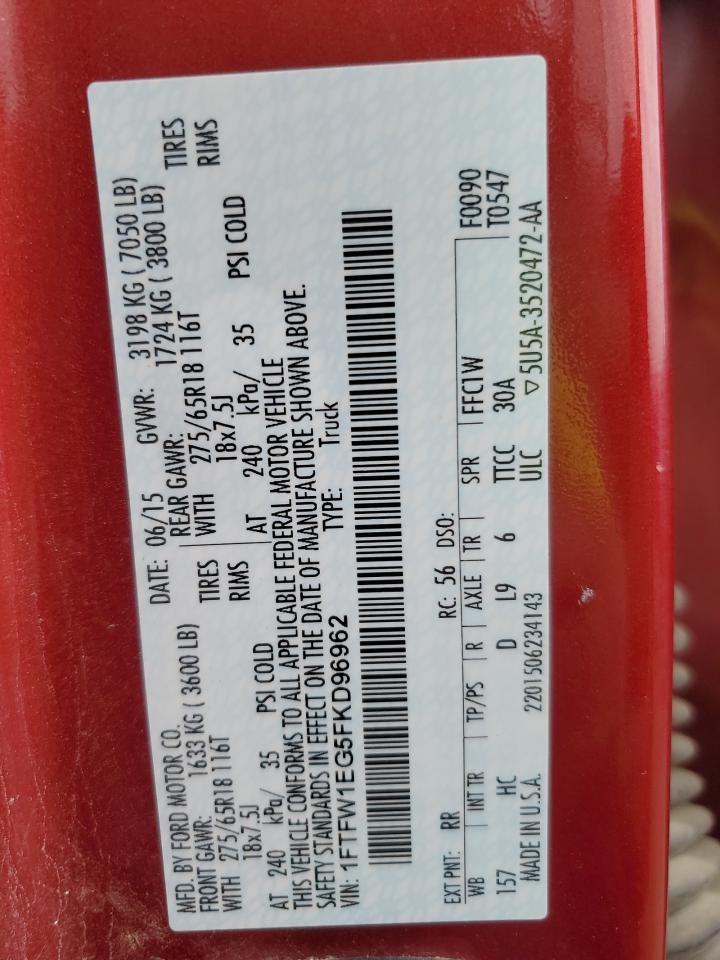 MFD. BY FORD MOTOR CO.
DATE: 06/15 GVWR: 3198 KG ( 7050 LB)
FRONT GAWR: 1633 KG ( 3600 LB)
REAR GAWR: 1724 KG ( 3800 LB)
WITH 275/65R18 116T TIRES
WITH 275/65R18 116T TIRES
18x7.5J RIMS
18x7.5J RIMS
AT 240 kPa/ 35 PSI COLD
AT 240 kPa/ 35 PSI COLD
THIS VEHICLE CONFORMS TO ALL APPLICABLE FEDERAL MOTOR VEHICLE
SAFETY STANDARDS IN EFFECT ON THE DATE OF MANUFACTURE SHOWN ABOVE.
VIN: 1FTFW1EG5FKD96962 TYPE: Truck
EXT PNT: RR RC: 56 DSO: F0090
WB INT TR TP/PS R AXLE TR SPR FFC1W T0547
157 HC D L9 6 TTCC 30A
MADE IN U.S.A. 2201506234143 ULC ▽5U5A-3520472-AA